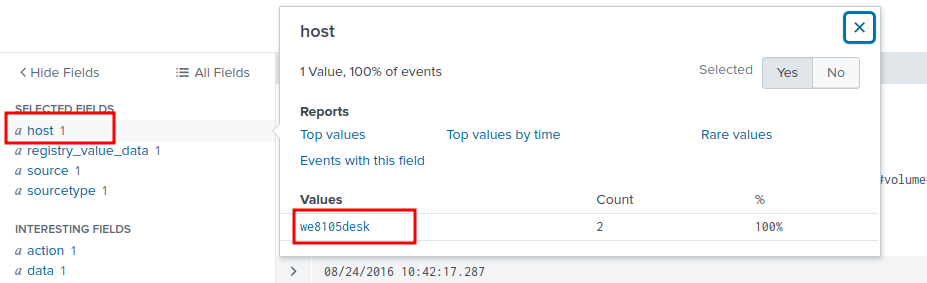 host
✕
Hide Fields
All Fields
1 Value, 100% of events
Selected
Yes
No
SELECTED FIELDS
a host 1
a registry_value_data 1
a source 1
a sourcetype 1
Reports
Top values
Top values by time
Rare values
Events with this field
#volume=
Values
Count
%
we8105desk
2
100%
INTERESTING FIELDS
a action 1
a data 1
08/24/2016 10:42:17.287